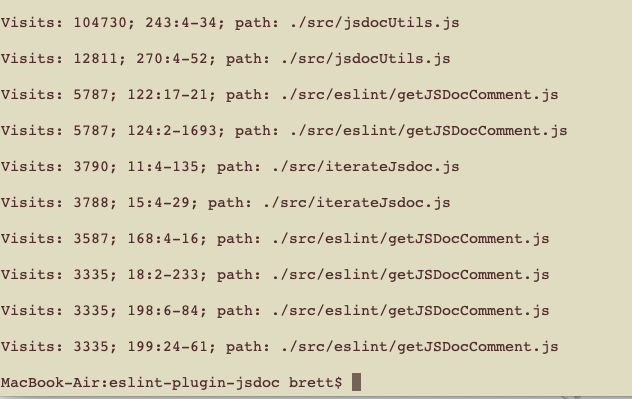 Visits: 104730; 243:4-34; path: ./src/jsdocUtils.js
Visits: 12811; 270:4-52; path: ./src/jsdocUtils.js
Visits: 5787; 122:17-21; path: ./src/eslint/getJSDocComment.js
Visits: 5787; 124:2-1693; path: ./src/eslint/getJSDocComment.js
Visits: 3790; 11:4-135; path: ./src/iterateJsdoc.js
Visits: 3788; 15:4-29; path: ./src/iterateJsdoc.js
Visits: 3587; 168:4-16; path: ./src/eslint/getJSDocComment.js
Visits: 3335; 18:2-233; path: ./src/eslint/getJSDocComment.js
Visits: 3335; 198:6-84; path: ./src/eslint/getJSDocComment.js
Visits: 3335; 199:24-61; path: ./src/eslint/getJSDocComment.js
MacBook-Air:eslint-plugin-jsdoc brett$